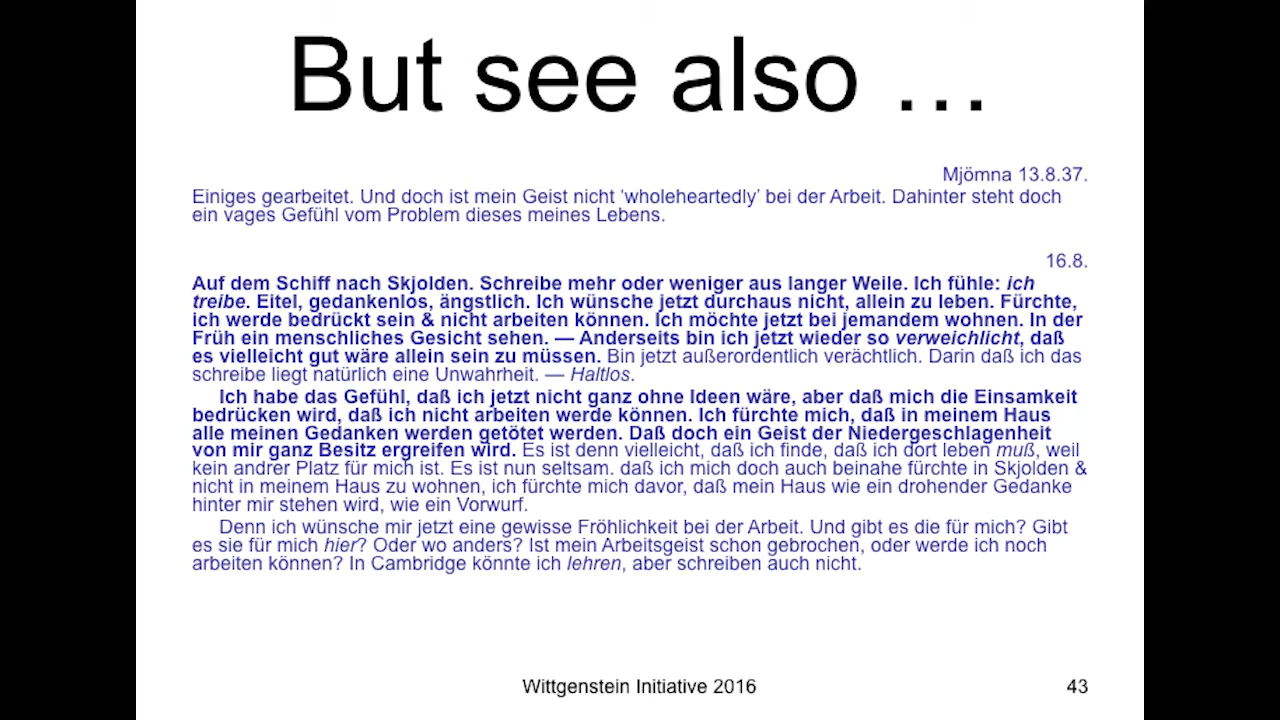 But see also …
Mjömna 13.8.37.
Einiges gearbeitet. Und doch ist mein Geist nicht ‘wholeheartedly’ bei der Arbeit. Dahinter steht doch
ein vages Gefühl vom Problem dieses meines Lebens.
16.8.
Auf dem Schiff nach Skjolden. Schreibe mehr oder weniger aus langer Weile. Ich fühle: ich
treibe. Eitel, gedankenlos, ängstlich. Ich wünsche jetzt durchaus nicht, allein zu leben. Fürchte,
ich werde bedrückt sein & nicht arbeiten können. Ich möchte jetzt bei jemandem wohnen. In der
Früh ein menschliches Gesicht sehen. — Anderseits bin ich jetzt wieder so verweichlicht, daß
es vielleicht gut wäre allein sein zu müssen. Bin jetzt außerordentlich verächtlich. Darin daß ich das
schreibe liegt natürlich eine Unwahrheit. — Haltlos.
Ich habe das Gefühl, daß ich jetzt nicht ganz ohne Ideen wäre, aber daß mich die Einsamkeit
bedrücken wird, daß ich nicht arbeiten werde können. Ich fürchte mich, daß in meinem Haus
alle meinen Gedanken werden getötet werden. Daß doch ein Geist der Niedergeschlagenheit
von mir ganz Besitz ergreifen wird. Es ist denn vielleicht, daß ich finde, daß ich dort leben muß, weil
kein andrer Platz für mich ist. Es ist nun seltsam. daß ich mich doch auch beinahe fürchte in Skjolden &
nicht in meinem Haus zu wohnen, ich fürchte mich davor, daß mein Haus wie ein drohender Gedanke
hinter mir stehen wird, wie ein Vorwurf.
Denn ich wünsche mir jetzt eine gewisse Fröhlichkeit bei der Arbeit. Und gibt es die für mich? Gibt
es sie für mich hier? Oder wo anders? Ist mein Arbeitsgeist schon gebrochen, oder werde ich noch
arbeiten können? In Cambridge könnte ich lehren, aber schreiben auch nicht.
Wittgenstein Initiative 2016
43